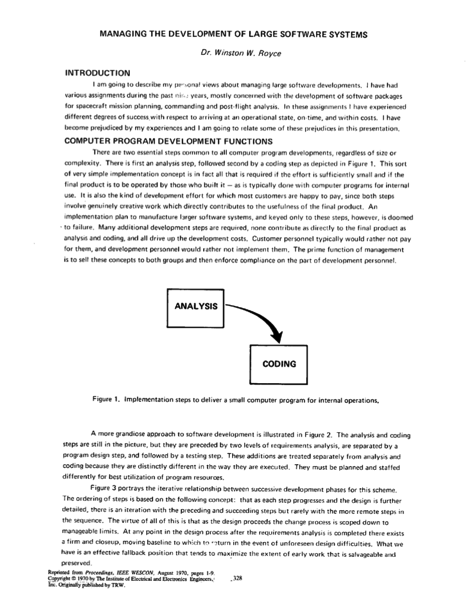 MANAGING THE DEVELOPMENT OF LARGE SOFTWARE SYSTEMS
Dr. Winston W. Royce
INTRODUCTION
I am going to describe my personal views about managing large software developments. I have had
various assignments during the past nine years, mostly concerned with the development of software packages
for spacecraft mission planning, commanding and post-flight analysis. In these assignments I have experienced
different degrees of success with respect to arriving at an operational state, on-time, and within costs. I have
become prejudiced by my experiences and I am going to relate some of these prejudices in this presentation.
COMPUTER PROGRAM DEVELOPMENT FUNCTIONS
There are two essential steps common to all computer program developments, regardless of size or
complexity. There is first an analysis step, followed second by a coding step as depicted in Figure 1. This sort
of very simple implementation concept is in fact all that is required if the effort is sufficiently small and if the
final product is to be operated by those who built it – as is typically done with computer programs for internal
use. It is also the kind of development effort for which most customers are happy to pay, since both steps
involve genuinely creative work which directly contributes to the usefulness of the final product. An
implementation plan to manufacture larger software systems, and keyed only to these steps, however, is doomed
to failure. Many additional development steps are required, none contribute as directly to the final product as
analysis and coding, and all drive up the development costs. Customer personnel typically would rather not pay
for them, and development personnel would rather not implement them. The prime function of management
is to sell these concepts to both groups and then enforce compliance on the part of development personnel.
ANALYSIS
CODING
Figure 1. Implementation steps to deliver a small computer program for internal operations.
A more grandiose approach to software development is illustrated in Figure 2. The analysis and coding
steps are still in the picture, but they are preceded by two levels of requirements analysis, are separated by a
program design step, and followed by a testing step. These additions are treated separately from analysis and
coding because they are distinctly different in the way they are executed. They must be planned and staffed
differently for best utilization of program resources.
Figure 3 portrays the iterative relationship between successive development phases for this scheme.
The ordering of steps is based on the following concept: that as each step progresses and the design is further
detailed, there is an iteration with the preceding and succeeding steps but rarely with the more remote steps in
the sequence. The virtue of all of this is that as the design proceeds the change process is scoped down to
manageable limits. At any point in the design process after the requirements analysis is completed there exists
a firm and closeup, moving baseline to which to return in the event of unforeseen design difficulties. What we
have is an effective fallback position that tends to maximize the extent of early work that is salvageable and
preserved.
Reprinted from Proceedings, IEEE WESCON, August 1970, pages 1-9.
Copyright © 1970 by The Institute of Electrical and Electronics Engineers,
328
Inc. Originally published by TRW.